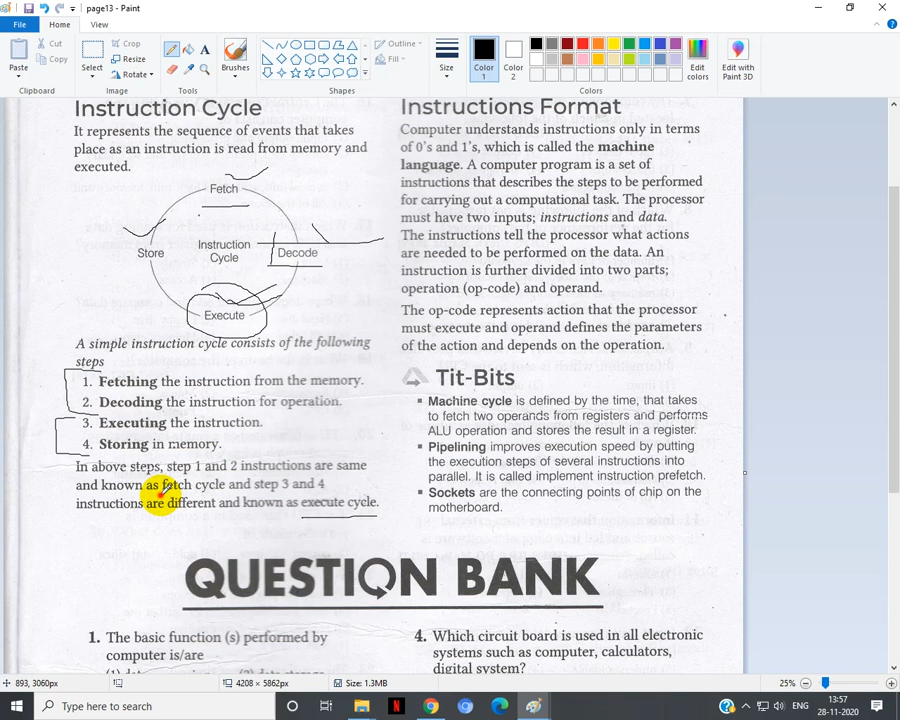 page13 - Paint
File
Home
View
Paste
Cut
Copy
Clipboard
Select
Crop
Resize
Rotate
Image
A
Tools
Brushes
Shapes
Outline
Fill
Size
Color 1
Color 2
Colors
Edit colors
Edit with Paint 3D
Instruction Cycle
It represents the sequence of events that takes
place as an instruction is read from memory and
executed.
Fetch
Store
Instruction
Cycle
Decode
Execute
A simple instruction cycle consists of the following
steps
1. Fetching the instruction from the memory.
2. Decoding the instruction for operation.
3. Executing the instruction.
4. Storing in memory.
In above steps, step 1 and 2 instructions are same
and known as fetch cycle and step 3 and 4
instructions are different and known as execute cycle.
Instructions Format
Computer understands instructions only in terms
of 0's and 1's, which is called the machine
language. A computer program is a set of
instructions that describes the steps to be performed
for carrying out a computational task. The processor
must have two inputs; instructions and data.
The instructions tell the processor what actions
are needed to be performed on the data. An
instruction is further divided into two parts;
operation (op-code) and operand.
The op-code represents action that the processor
must execute and operand defines the parameters
of the action and depends on the operation.
Tit-Bits
▪ Machine cycle is defined by the time, that takes
to fetch two operands from registers and performs
ALU operation and stores the result in a register.
▪ Pipelining improves execution speed by putting
the execution steps of several instructions into
parallel. It is called implement instruction prefetch.
▪ Sockets are the connecting points of chip on the
motherboard.
QUESTION BANK
1. The basic function (s) performed by
computer is/are
4. Which circuit board is used in all electronic
systems such as computer, calculators,
digital system?
893, 3060px
4208 × 5862px
Size: 1.3MB
25%
Type here to search
13:57
28-11-2020